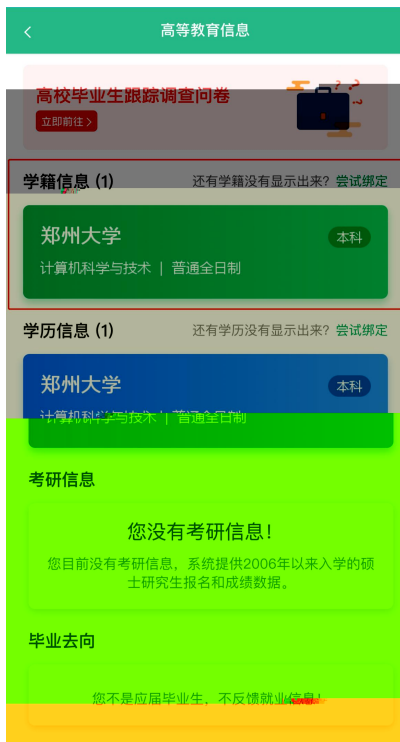 高等教育信息
高校毕业生跟踪调查问卷
立即前往>
学籍信息 (1) 还有学籍没有显示出来? 尝试绑定
郑州大学 本科
计算机科学与技术 | 普通全日制
学历信息 (1) 还有学历没有显示出来? 尝试绑定
郑州大学 本科
计算机科学与技术 | 普通全日制
考研信息
您没有考研信息!
您目前没有考研信息，系统提供2006年以来入学的硕
士研究生报名和成绩数据。
毕业去向
您不是应届毕业生，不反馈就业信息!